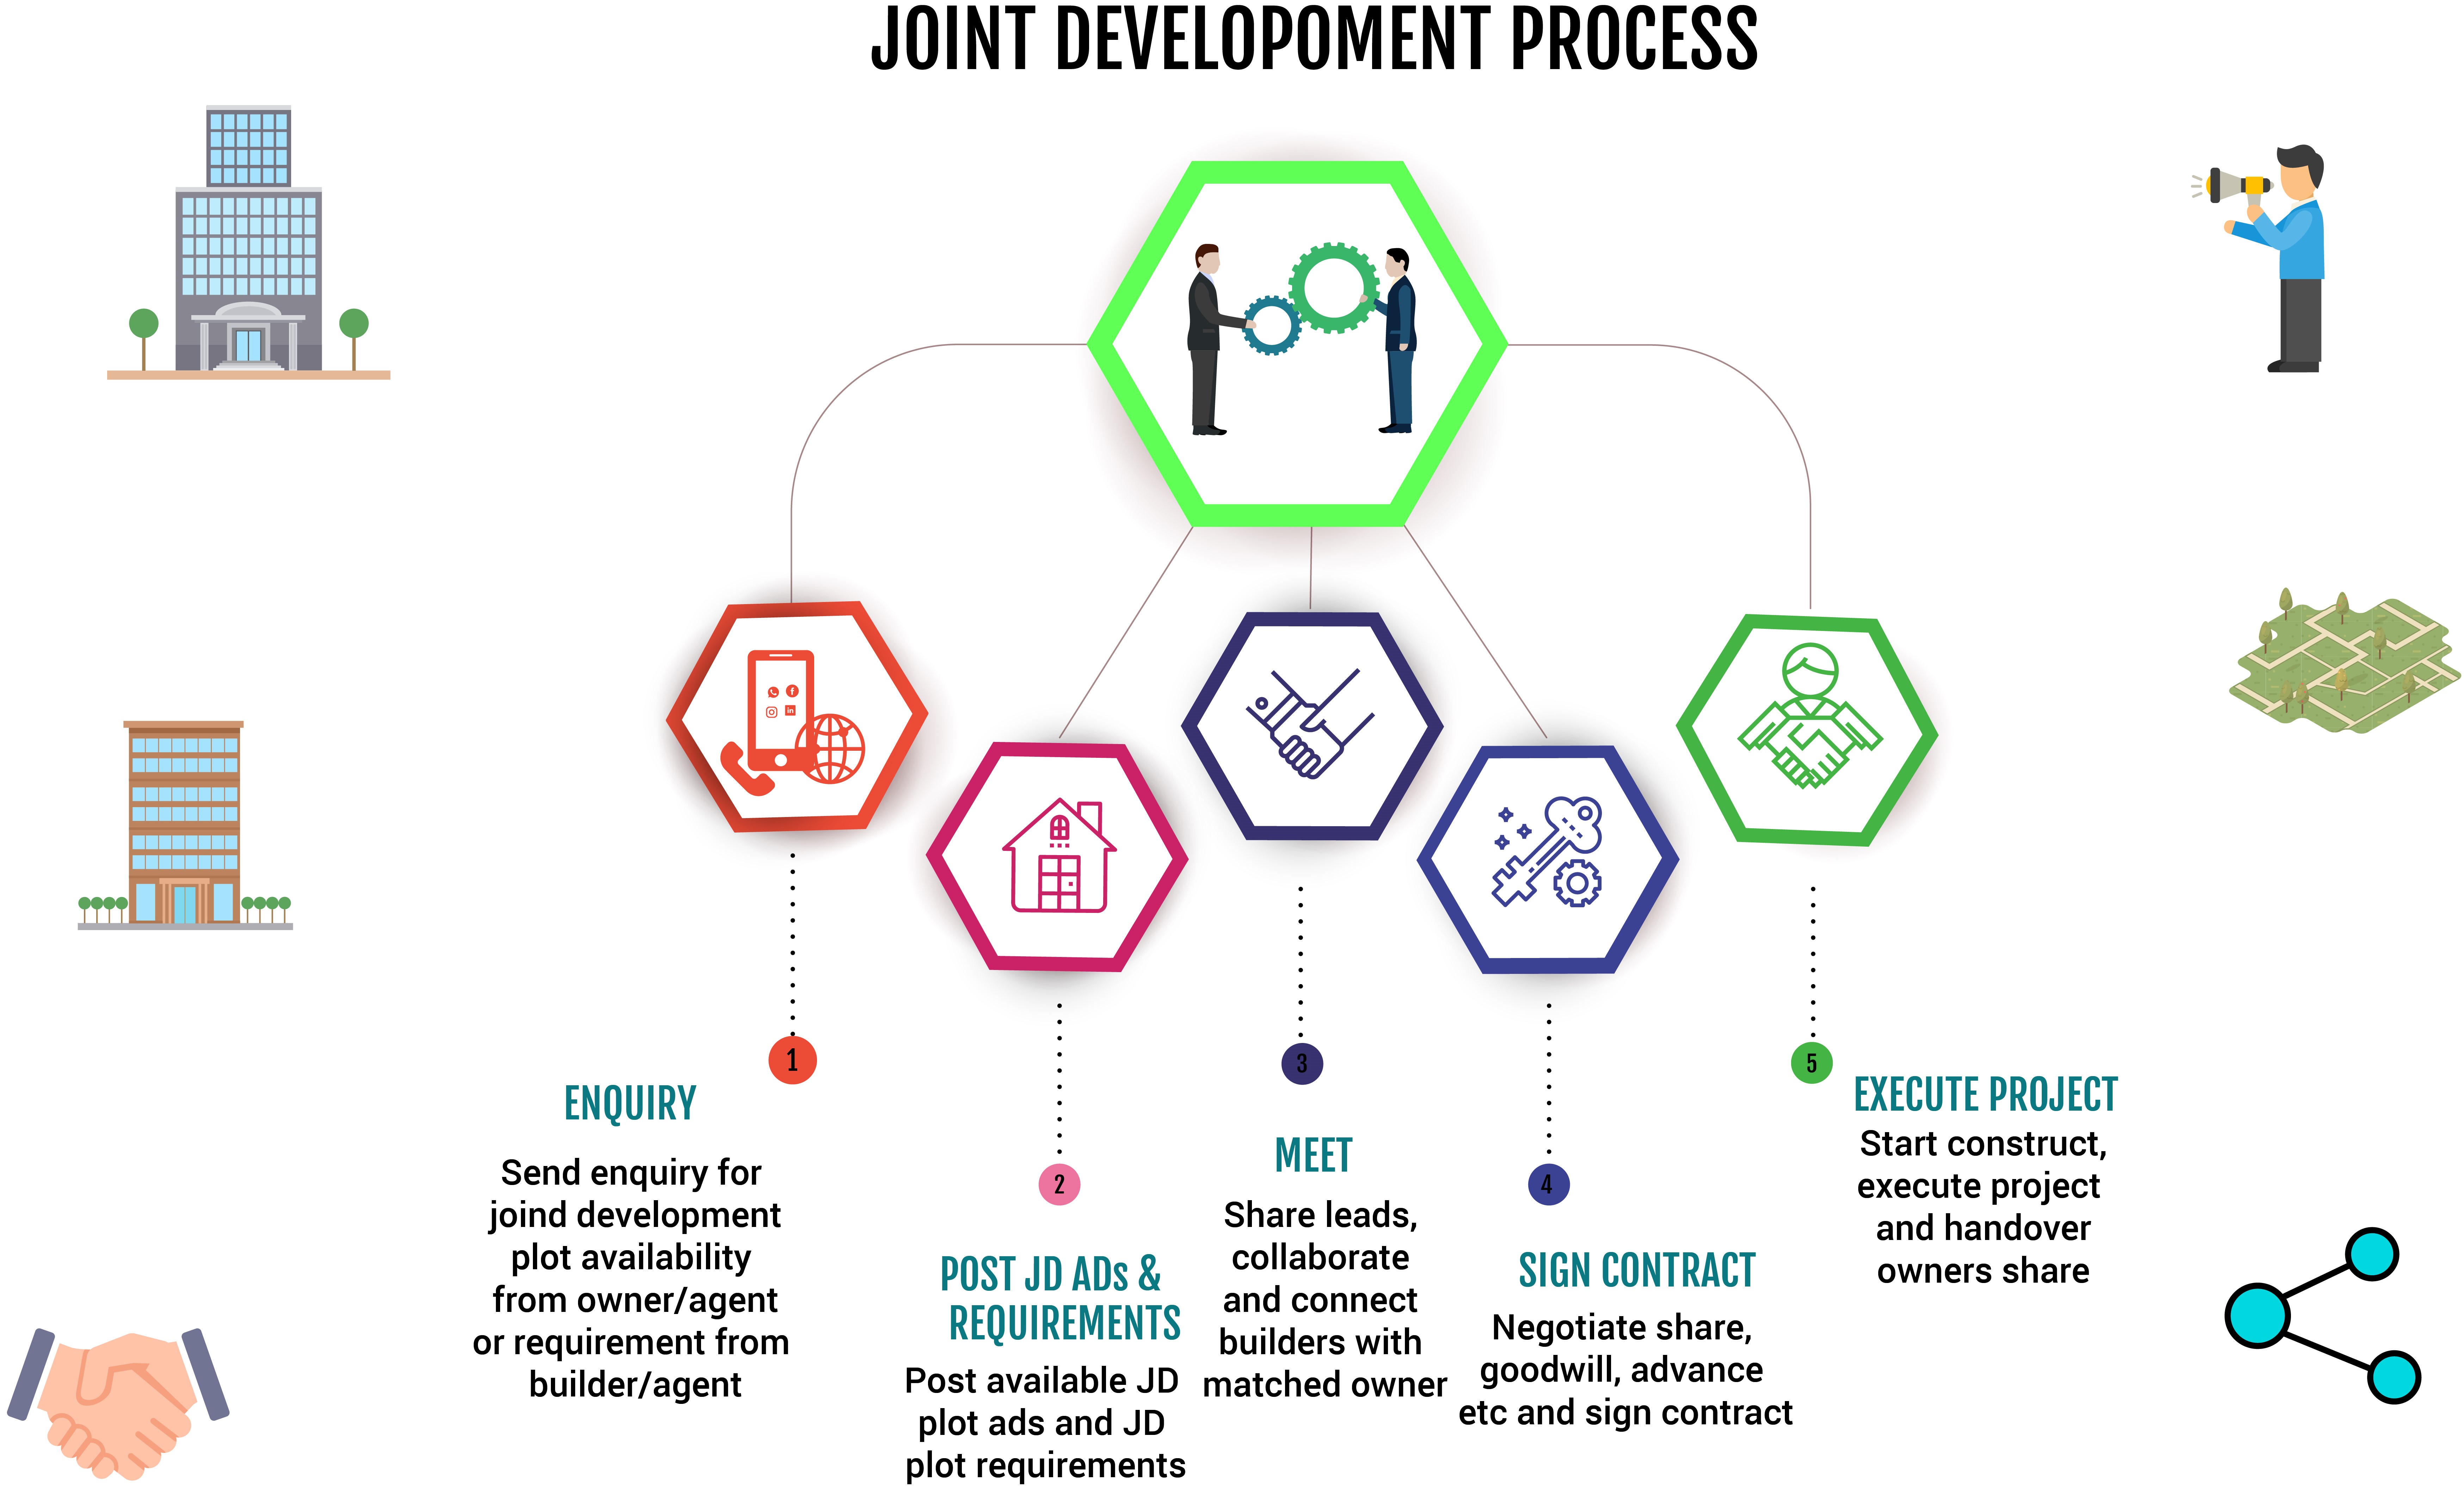 JOINT DEVELOPOMENT PROCESS
1
ENQUIRY
Send enquiry for
joind development
plot availability
from owner/agent
or requirement from
builder/agent
2
POST JD ADs &
REQUIREMENTS
Post available JD
plot ads and JD
plot requirements
3
MEET
Share leads,
collaborate
and connect
builders with
matched owner
4
SIGN CONTRACT
Negotiate share,
goodwill, advance
etc and sign contract
5
EXECUTE PROJECT
Start construct,
execute project
and handover
owners share